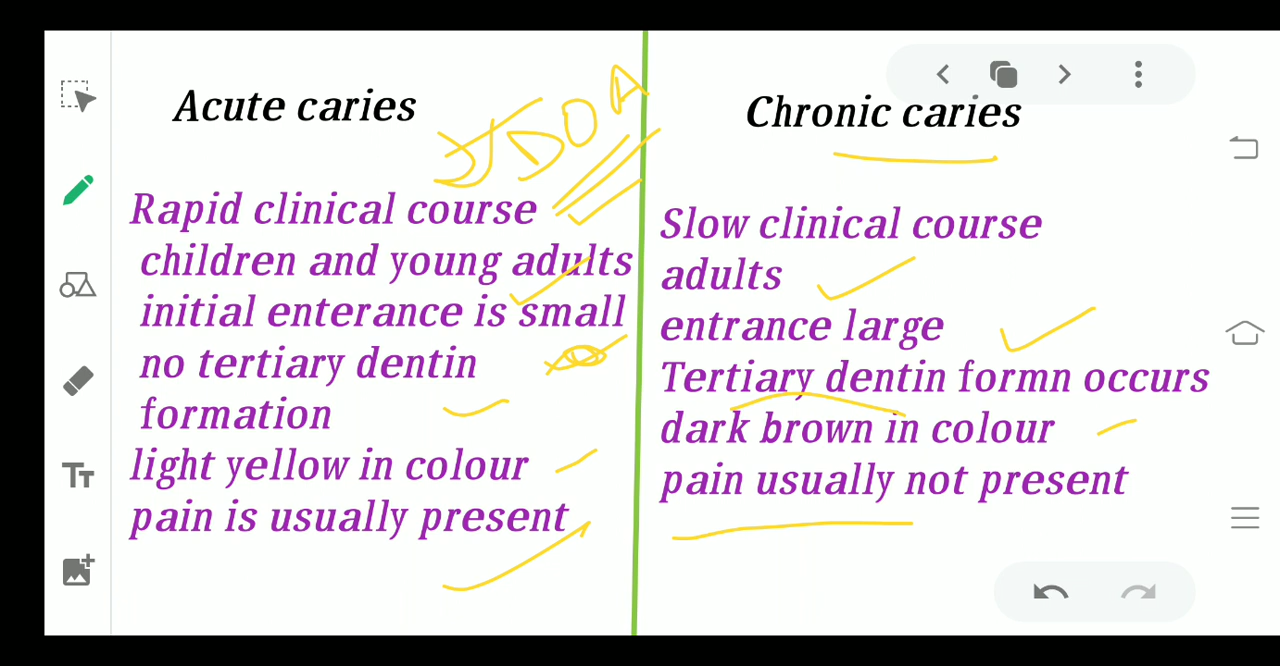 Acute caries
Rapid clinical course
children and young adults
initial enterance is small
no tertiary dentin
formation
light yellow in colour
pain is usually present
Chronic caries
Slow clinical course
adults
entrance large
Tertiary dentin formn occurs
dark brown in colour
pain usually not present
TT